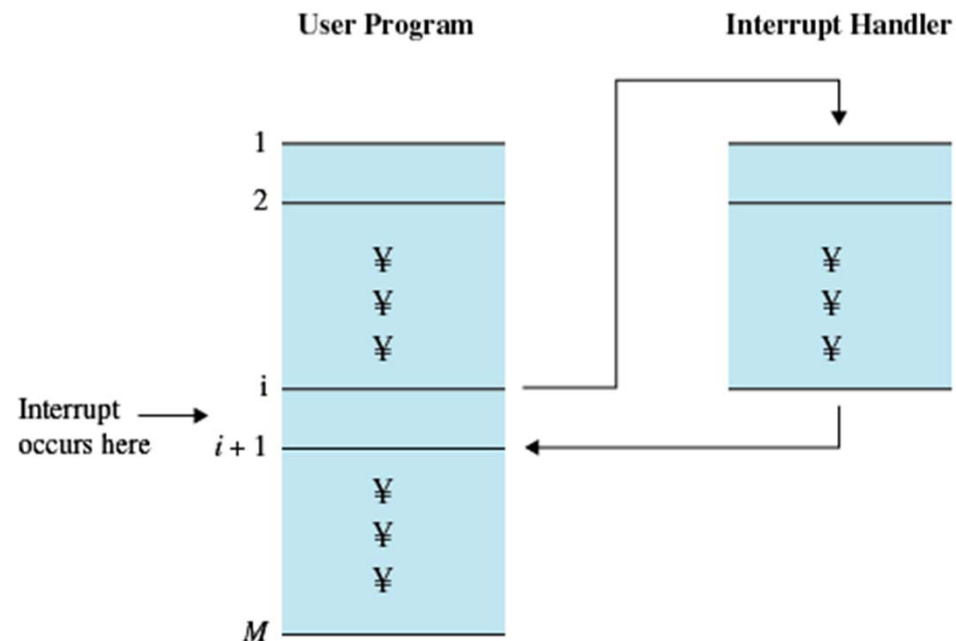 User Program
Interrupt Handler
1
2
¥
¥
¥
¥
¥
¥
i
Interrupt
occurs here
i + 1
¥
¥
¥
M